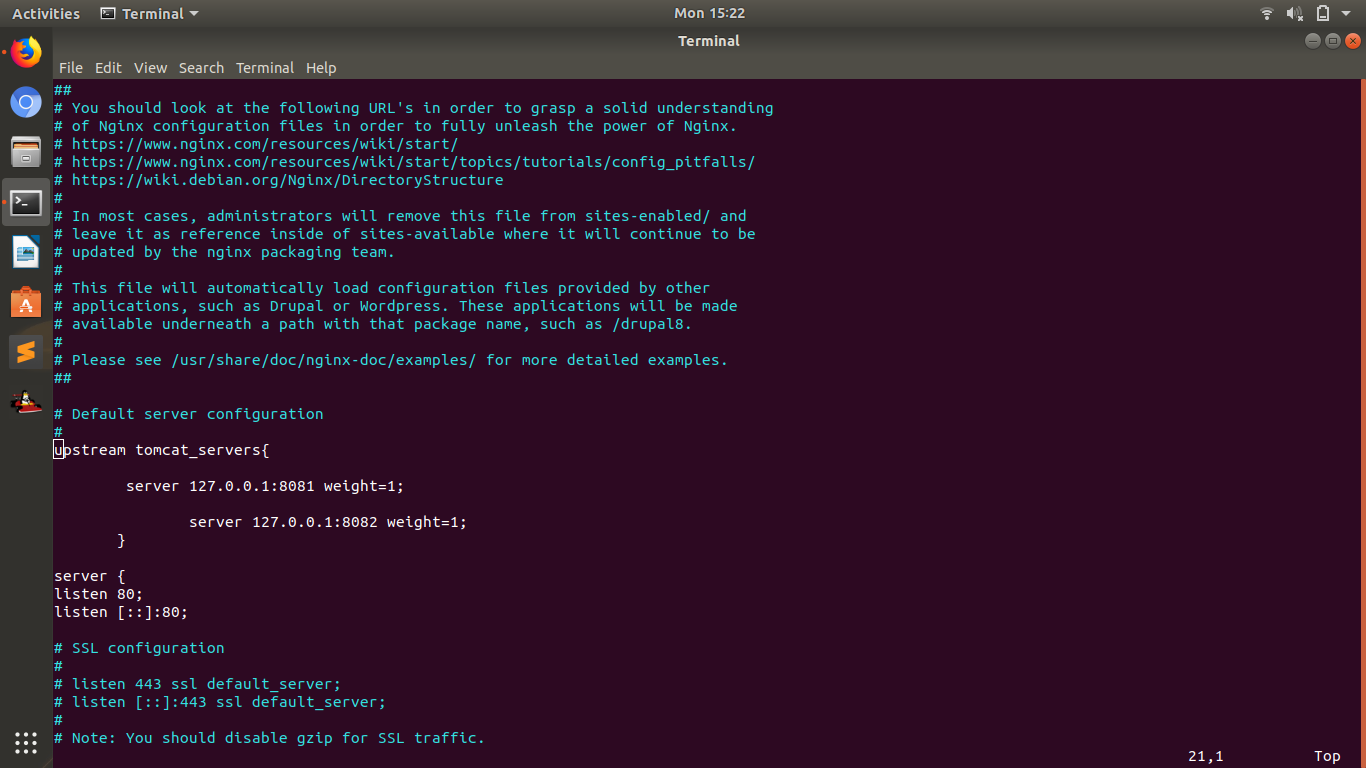 Activities Terminal Mon 15:22
Terminal
File Edit View Search Terminal Help
##
# You should look at the following URL's in order to grasp a solid understanding
# of Nginx configuration files in order to fully unleash the power of Nginx.
# https://www.nginx.com/resources/wiki/start/
# https://www.nginx.com/resources/wiki/start/topics/tutorials/config_pitfalls/
# https://wiki.debian.org/Nginx/DirectoryStructure
#
# In most cases, administrators will remove this file from sites-enabled/ and
# leave it as reference inside of sites-available where it will continue to be
# updated by the nginx packaging team.
#
# This file will automatically load configuration files provided by other
# applications, such as Drupal or Wordpress. These applications will be made
# available underneath a path with that package name, such as /drupal8.
#
# Please see /usr/share/doc/nginx-doc/examples/ for more detailed examples.
##
# Default server configuration
#
upstream tomcat_servers{
server 127.0.0.1:8081 weight=1;
server 127.0.0.1:8082 weight=1;
}
server {
listen 80;
listen [::]:80;
# SSL configuration
#
# listen 443 ssl default_server;
# listen [::]:443 ssl default_server;
#
# Note: You should disable gzip for SSL traffic.
21,1 Top